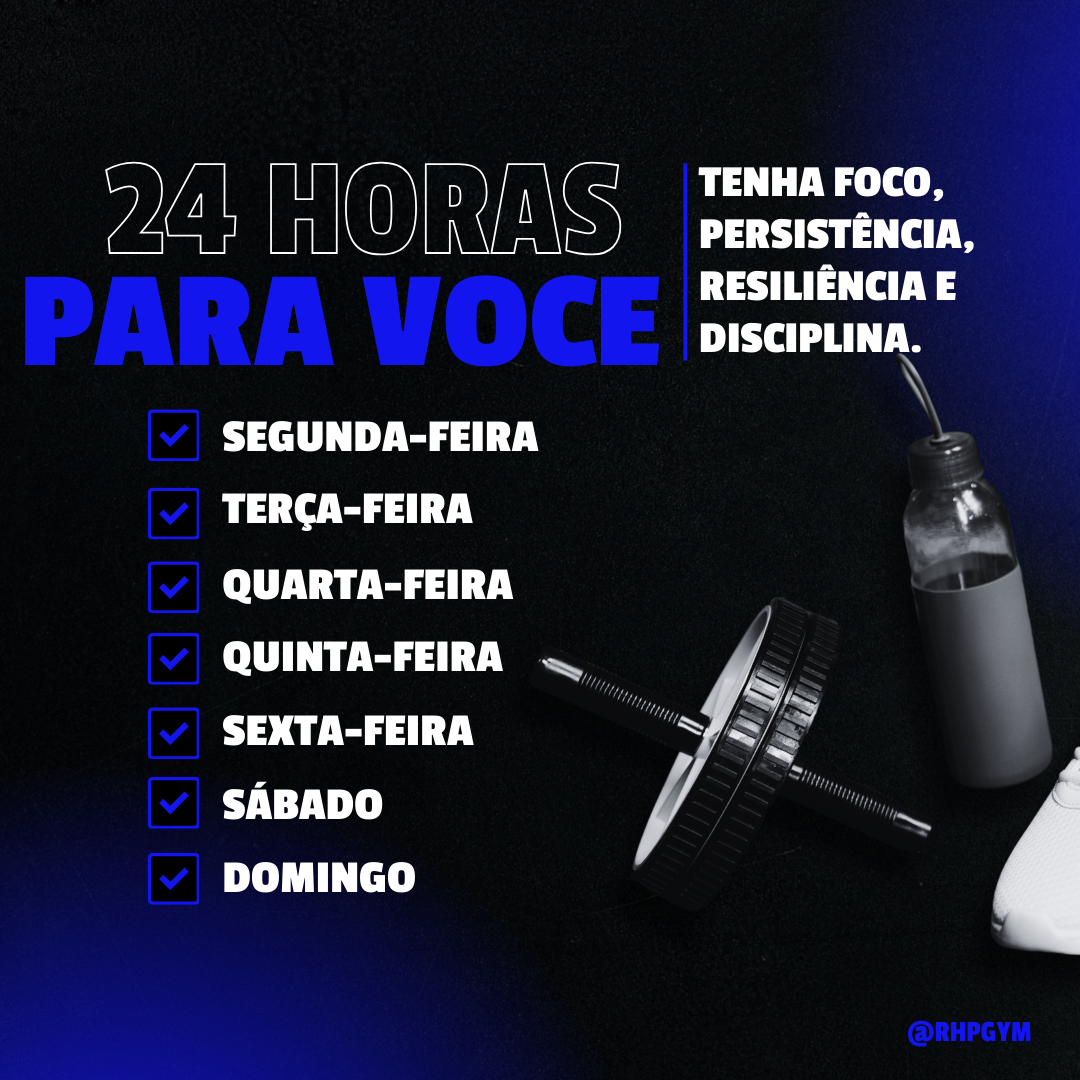 24 HORAS
PARA VOCE
TENHA FOCO,
PERSISTÊNCIA,
RESILIÊNCIA E
DISCIPLINA.
SEGUNDA-FEIRA
TERÇA-FEIRA
QUARTA-FEIRA
QUINTA-FEIRA
SEXTA-FEIRA
SÁBADO
DOMINGO
@RHPGYM